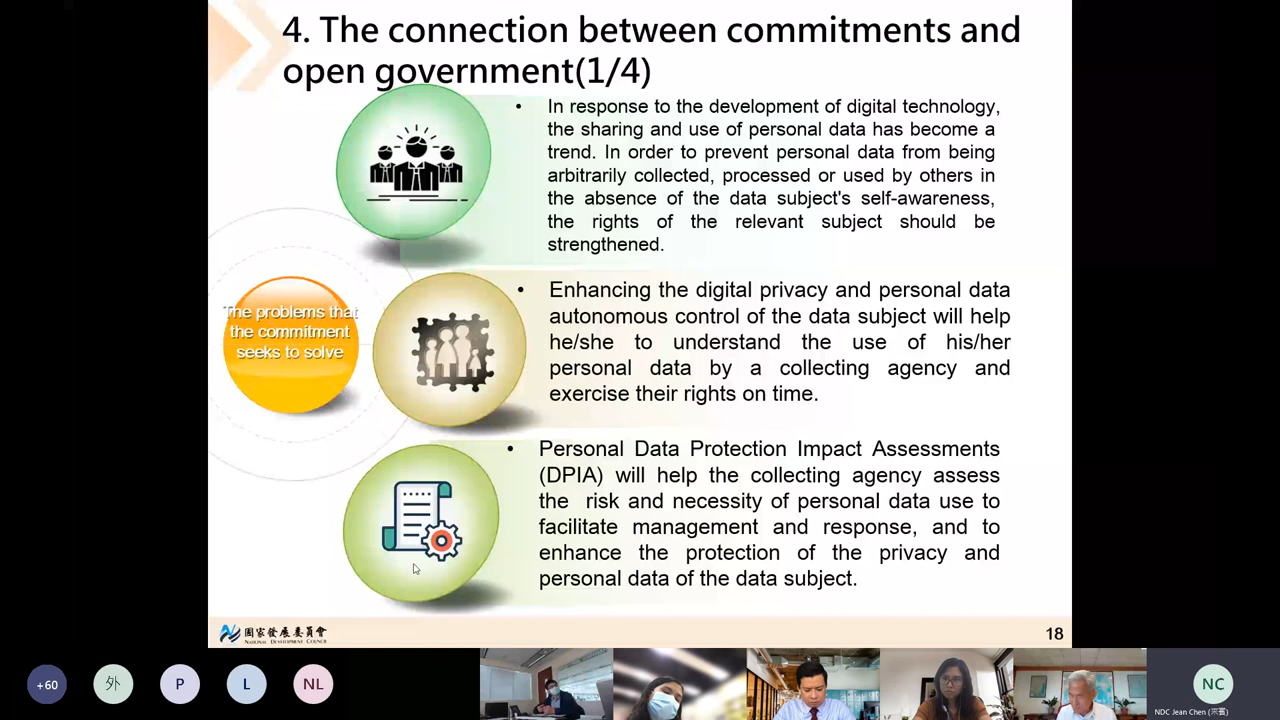 4. The connection between commitments and
open government(1/4)
• In response to the development of digital technology,
the sharing and use of personal data has become a
trend. In order to prevent personal data from being
arbitrarily collected, processed or used by others in
the absence of the data subject's self-awareness,
the rights of the relevant subject should be
strengthened.
The problems that
the commitment
seeks to solve
• Enhancing the digital privacy and personal data
autonomous control of the data subject will help
he/she to understand the use of his/her
personal data by a collecting agency and
exercise their rights on time.
• Personal Data Protection Impact Assessments
(DPIA) will help the collecting agency assess
the risk and necessity of personal data use to
facilitate management and response, and to
enhance the protection of the privacy and
personal data of the data subject.
國家發展委員會
NATIONAL DEVELOPMENT COUNCIL
18
+60
外
P
L
NL
NC
NDC Jean Chen (宗賓)